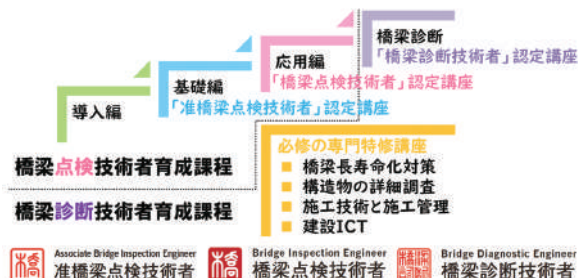 橋梁診断
「橋梁診断技術者」認定講座
応用編
「橋梁点検技術者」認定講座
基礎編
「准橋梁点検技術者」認定講座
導入編
橋梁点検技術者育成課程
橋梁診断技術者育成課程
必修の専門特修講座
橋梁長寿命化対策
構造物の詳細調査
施工技術と施工管理
建設ICT
橋
Associate Bridge Inspection Engineer
准橋梁点検技術者
橋
Bridge Inspection Engineer
橋梁点検技術者
Bridge Diagnostic Engineer
橋梁診断技術者